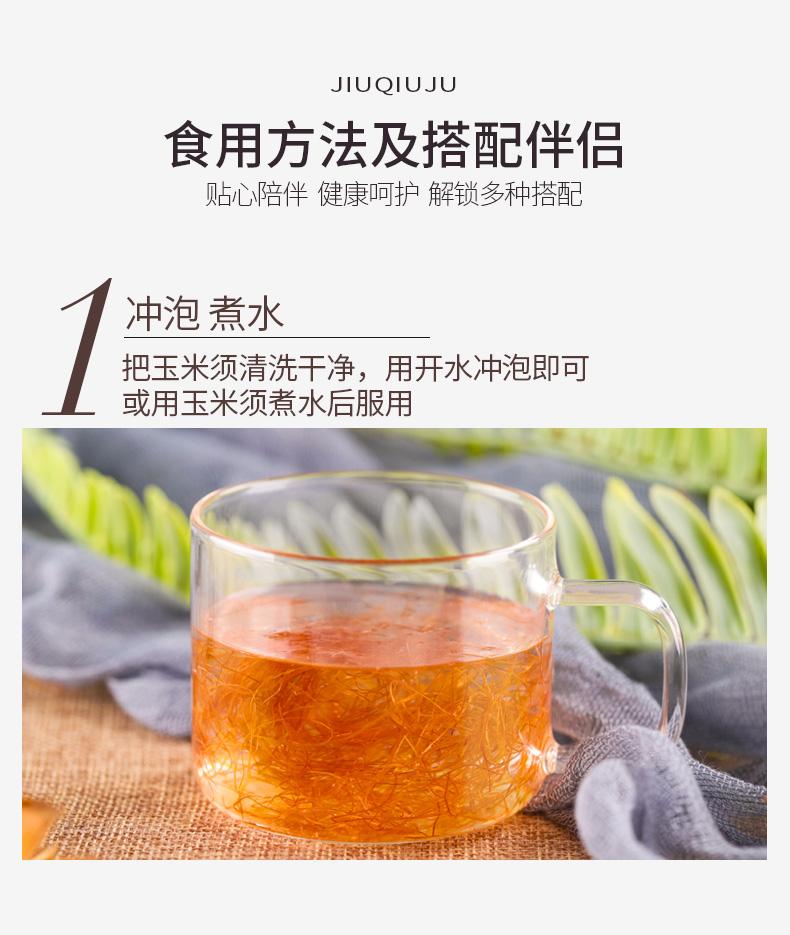 JIUQIUJU
食用方法及搭配伴侣
贴心陪伴 健康呵护 解锁多种搭配
1
冲泡 煮水
把玉米须清洗干净，用开水冲泡即可
或用玉米须煮水后服用